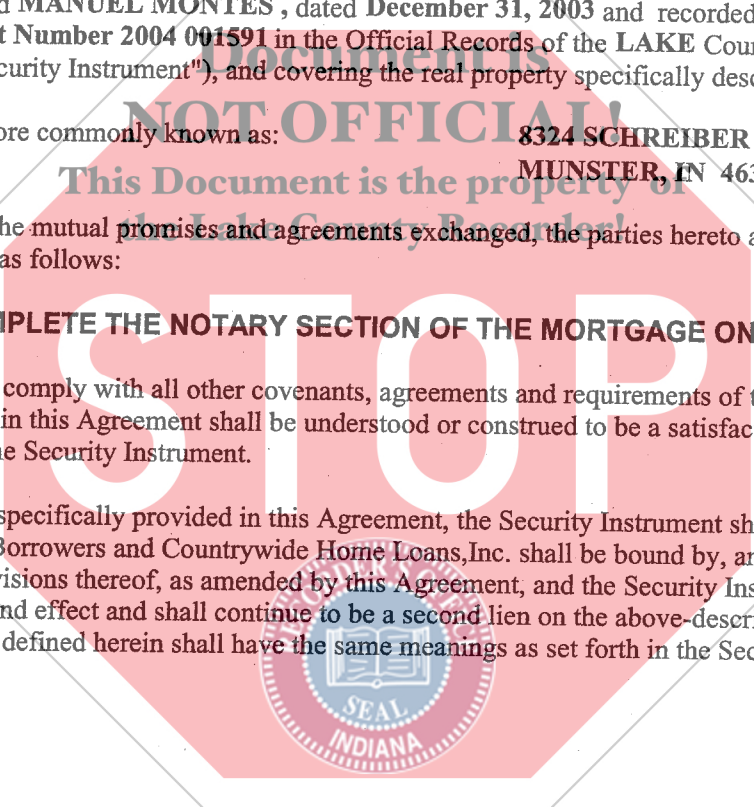 MANUEL MONTES , dated December 31, 2003 and recorded
t Number 2004 001591 in the Official Records of the LAKE Cou
Document is
curity Instrument"), and covering the real property specifically desc
NOT OFFICIAL!
ore commonly known as: 8324 SCHREIBER
This Document is the property of
MUNSTER, IN 463
the Lake County Recorder!
he mutual promises and agreements exchanged, the parties hereto a
as follows:
MPLETE THE NOTARY SECTION OF THE MORTGAGE ON
STOP
comply with all other covenants, agreements and requirements of t
in this Agreement shall be understood or construed to be a satisfac
he Security Instrument.
specifically provided in this Agreement, the Security Instrument sh
Borrowers and Countrywide Home Loans,Inc. shall be bound by, an
visions thereof, as amended by this Agreement, and the Security Ins
nd effect and shall continue to be a second lien on the above-descri
defined herein shall have the same meanings as set forth in the Sec
SEAL
INDIANA